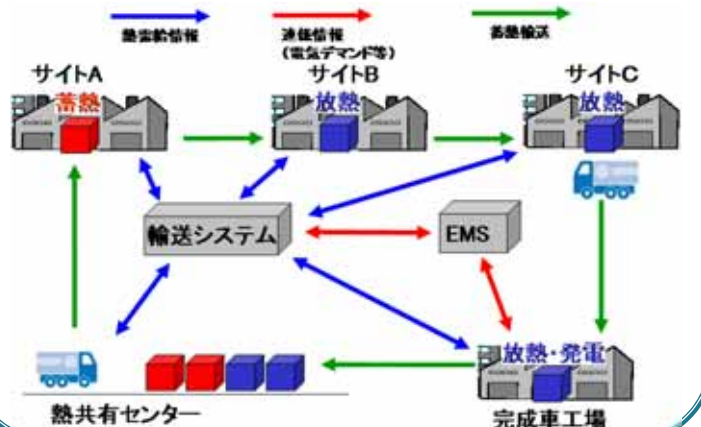 熱需給情報
連係情報
(電気デマンド等)
蓄熱輸送
サイトA
サイトB
サイトC
蓄熱
放熱
放熱
輸送システム
EMS
放熱・発電
熱共有センター
完成車工場